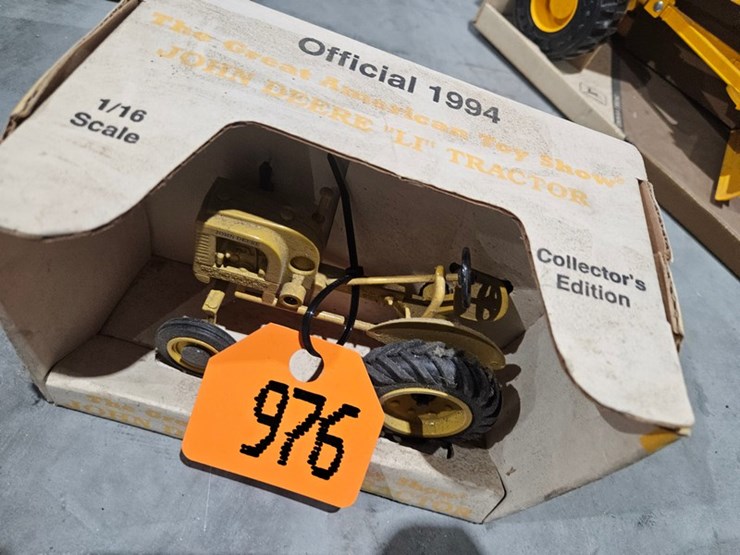 Official 1994
The Great American Toy Show
JOHN DEERE "LI" TRACTOR
1/16
Scale
Collector's
Edition
976